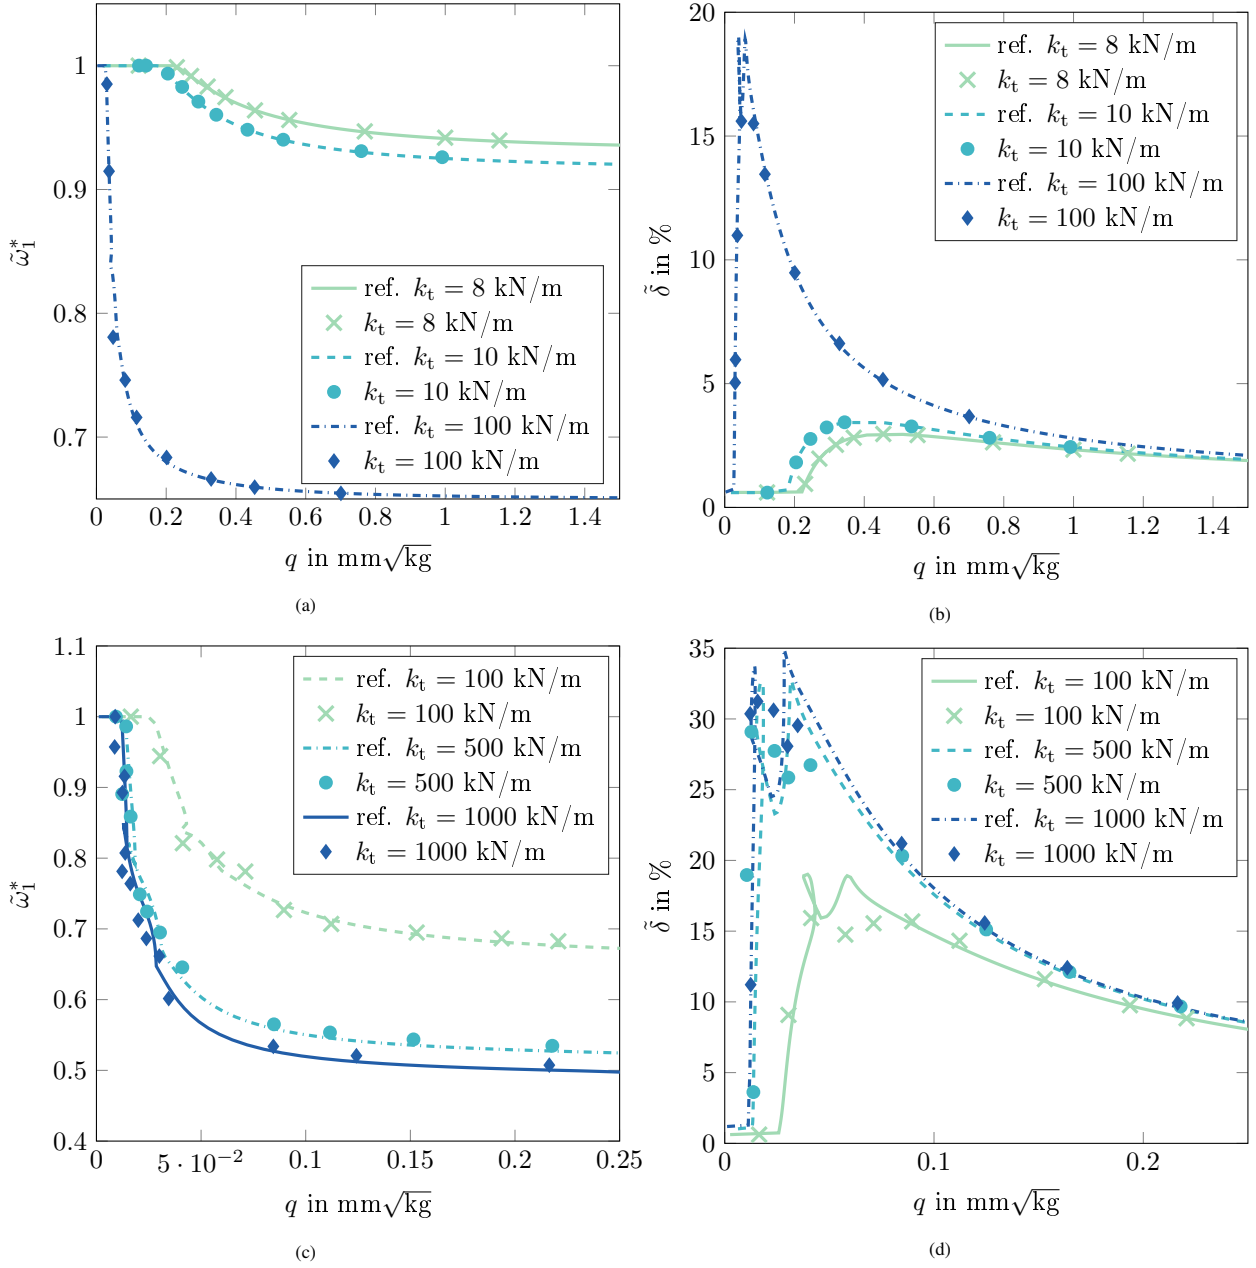 1
0.9
0.8
0.7
0 0.2 0.4 0.6 0.8 1 1.2 1.4
ω̃₁*
q in mm√kg
ref. kₜ = 8 kN/m
kₜ = 8 kN/m
ref. kₜ = 10 kN/m
kₜ = 10 kN/m
ref. kₜ = 100 kN/m
kₜ = 100 kN/m
(a)
20
15
10
5
0
0 0.2 0.4 0.6 0.8 1 1.2 1.4
δ̃ in %
q in mm√kg
ref. kₜ = 8 kN/m
kₜ = 8 kN/m
ref. kₜ = 10 kN/m
kₜ = 10 kN/m
ref. kₜ = 100 kN/m
kₜ = 100 kN/m
(b)
1.1
1
0.9
0.8
0.7
0.6
0.5
0.4
0 5 · 10⁻² 0.1 0.15 0.2 0.25
ω̃₁*
q in mm√kg
ref. kₜ = 100 kN/m
kₜ = 100 kN/m
ref. kₜ = 500 kN/m
kₜ = 500 kN/m
ref. kₜ = 1000 kN/m
kₜ = 1000 kN/m
(c)
35
30
25
20
15
10
5
0
0 0.1 0.2
δ̃ in %
q in mm√kg
ref. kₜ = 100 kN/m
kₜ = 100 kN/m
ref. kₜ = 500 kN/m
kₜ = 500 kN/m
ref. kₜ = 1000 kN/m
kₜ = 1000 kN/m
(d)